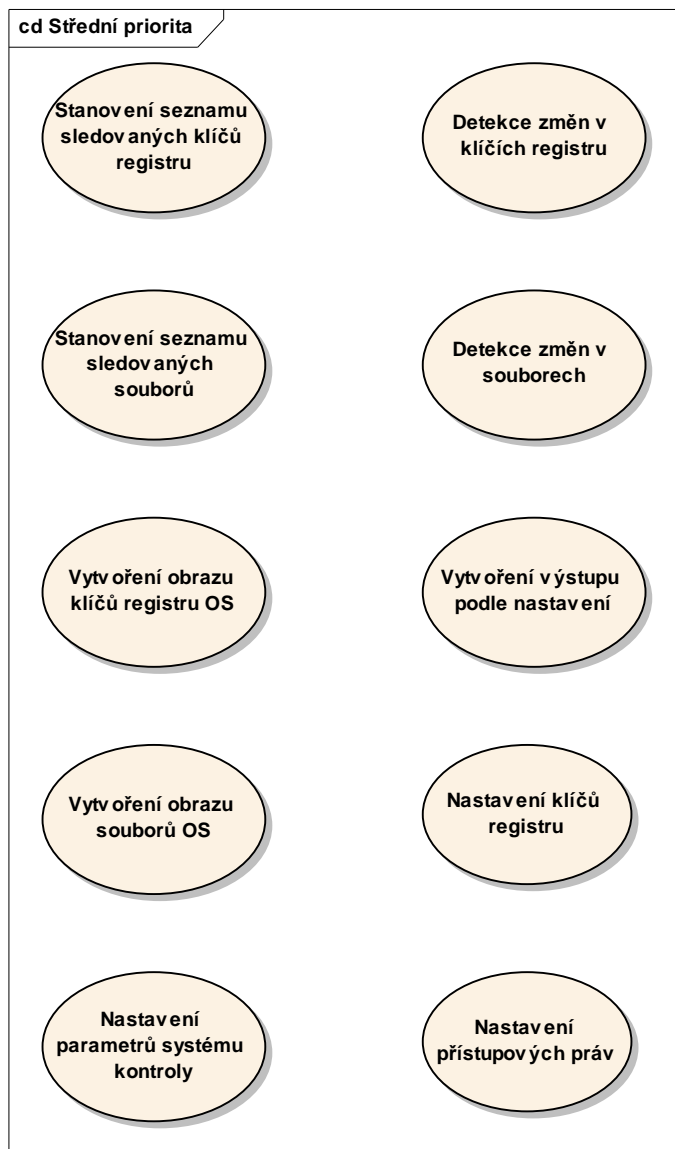 cd Střední priorita
Stanovení seznamu
sledovaných klíčů
registru
Detekce změn v
klíčích registru
Stanovení seznamu
sledovaných
souborů
Detekce změn v
souborech
Vytvoření obrazu
klíčů registru OS
Vytvoření výstupu
podle nastavení
Vytvoření obrazu
souborů OS
Nastavení klíčů
registru
Nastavení
parametrů systému
kontroly
Nastavení
přístupových práv